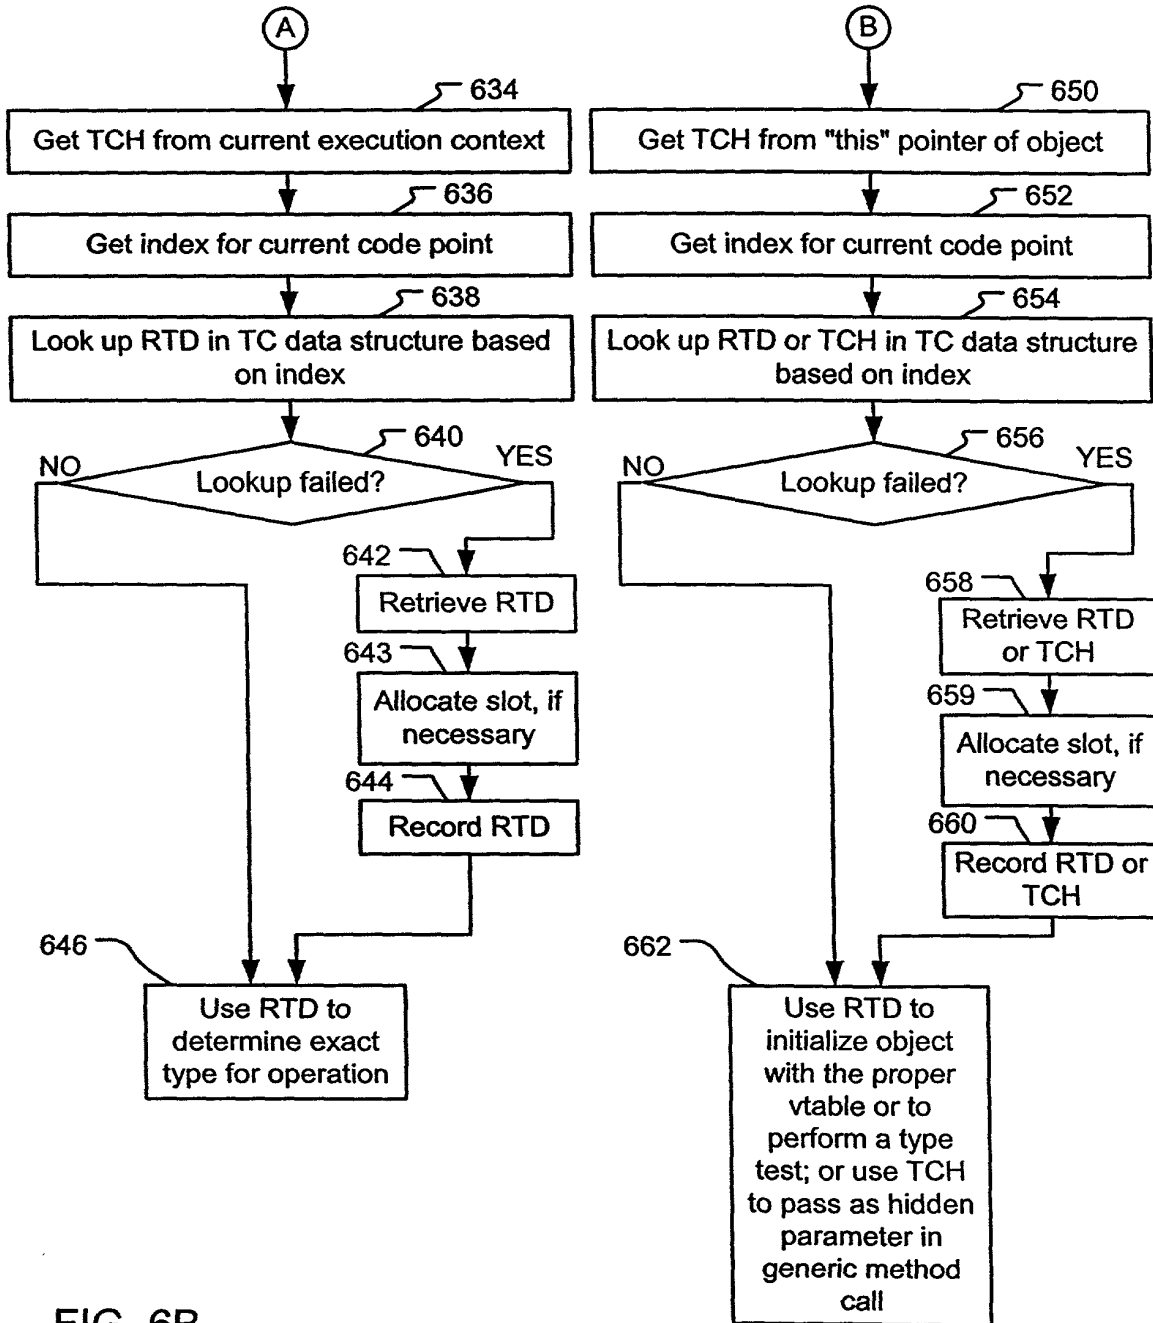 A
634
Get TCH from current execution context
636
Get index for current code point
638
Look up RTD in TC data structure based
on index
640
NO
YES
Lookup failed?
642
Retrieve RTD
643
Allocate slot, if
necessary
644
Record RTD
646
Use RTD to
determine exact
type for operation
B
650
Get TCH from "this" pointer of object
652
Get index for current code point
654
Look up RTD or TCH in TC data structure
based on index
656
NO
YES
Lookup failed?
658
Retrieve RTD
or TCH
659
Allocate slot, if
necessary
660
Record RTD or
TCH
662
Use RTD to
initialize object
with the proper
vtable or to
perform a type
test; or use TCH
to pass as hidden
parameter in
generic method
call
FIG. 6B